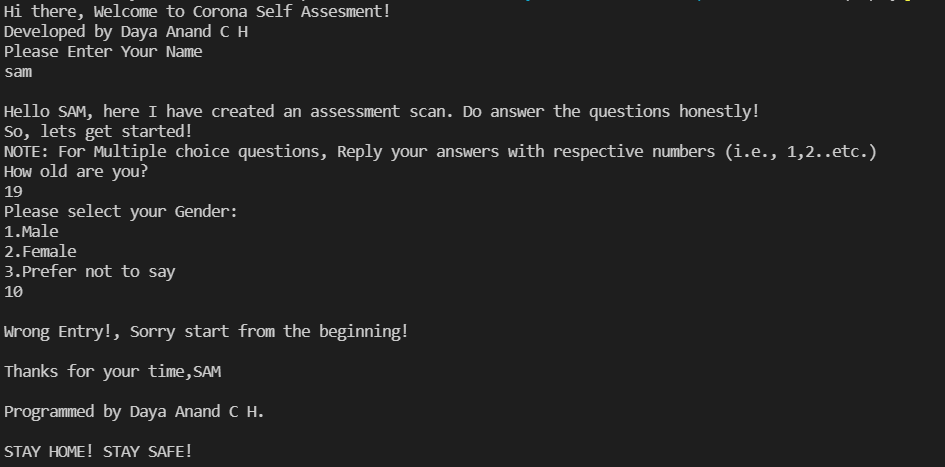 Hi there, Welcome to Corona Self Assesment!
Developed by Daya Anand C H
Please Enter Your Name
sam
Hello SAM, here I have created an assessment scan. Do answer the questions honestly!
So, lets get started!
NOTE: For Multiple choice questions, Reply your answers with respective numbers (i.e., 1,2..etc.)
How old are you?
19
Please select your Gender:
1.Male
2.Female
3.Prefer not to say
10
Wrong Entry!, Sorry start from the beginning!
Thanks for your time,SAM
Programmed by Daya Anand C H.
STAY HOME! STAY SAFE!